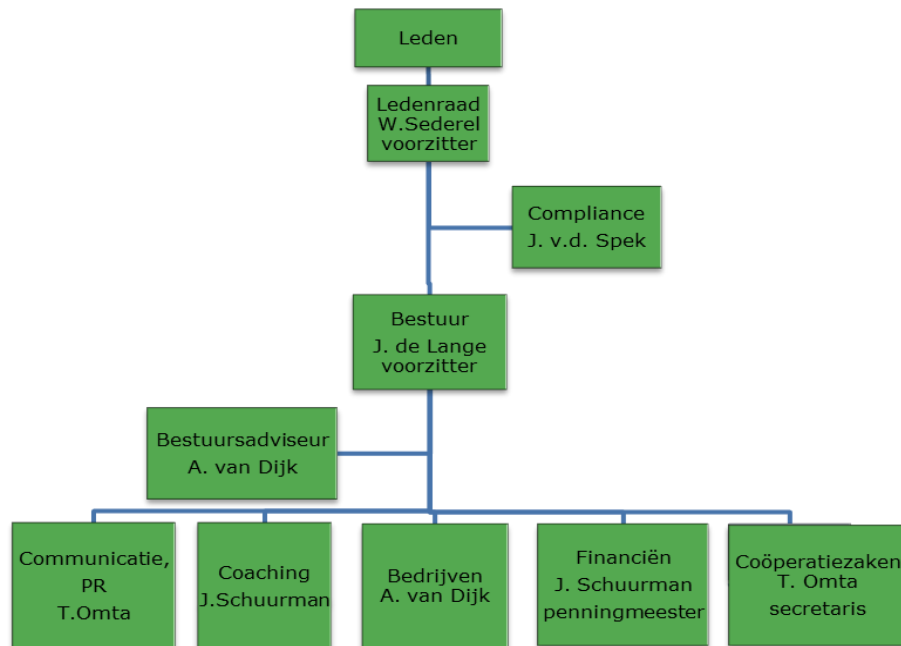 Leden
Ledenraad
W.Sederel
voorzitter
Compliance
J. v.d. Spek
Bestuur
J. de Lange
voorzitter
Bestuursadviseur
A. van Dijk
Communicatie,
PR
T.Omta
Coaching
J.Schuurman
Bedrijven
A. van Dijk
Financiën
J. Schuurman
penningmeester
Coöperatiezaken
T. Omta
secretaris